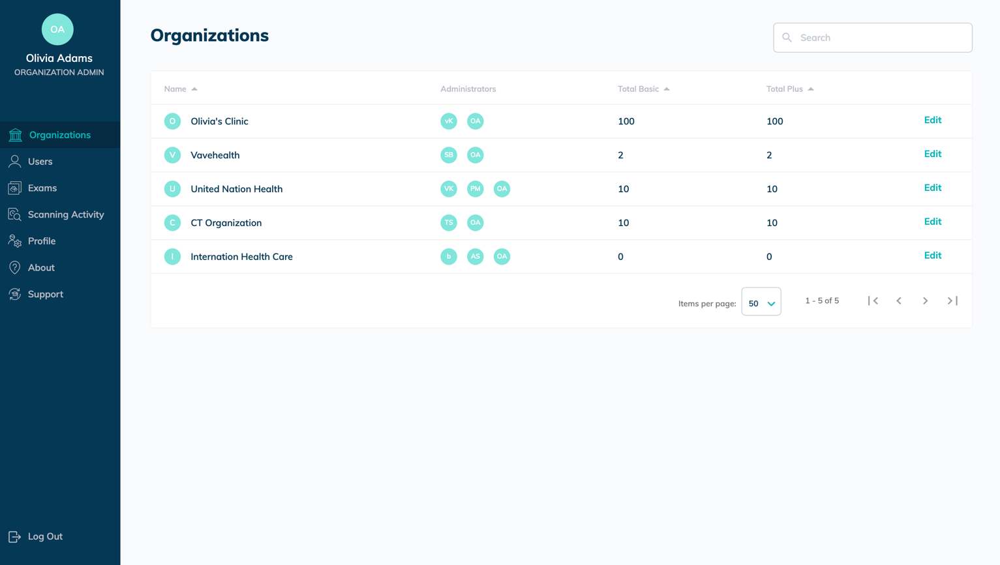 OA
Olivia Adams
ORGANIZATION ADMIN
Organizations
Users
Exams
Scanning Activity
Profile
About
Support
Log Out
Organizations
Search
Name Administrators Total Basic Total Plus
O Olivia's Clinic vK OA 100 100 Edit
V Vavehealth SB OA 2 2 Edit
U United Nation Health VK PM OA 10 10 Edit
C CT Organization TS OA 10 10 Edit
I Internation Health Care b AS OA 0 0 Edit
Items per page: 50 1 - 5 of 5